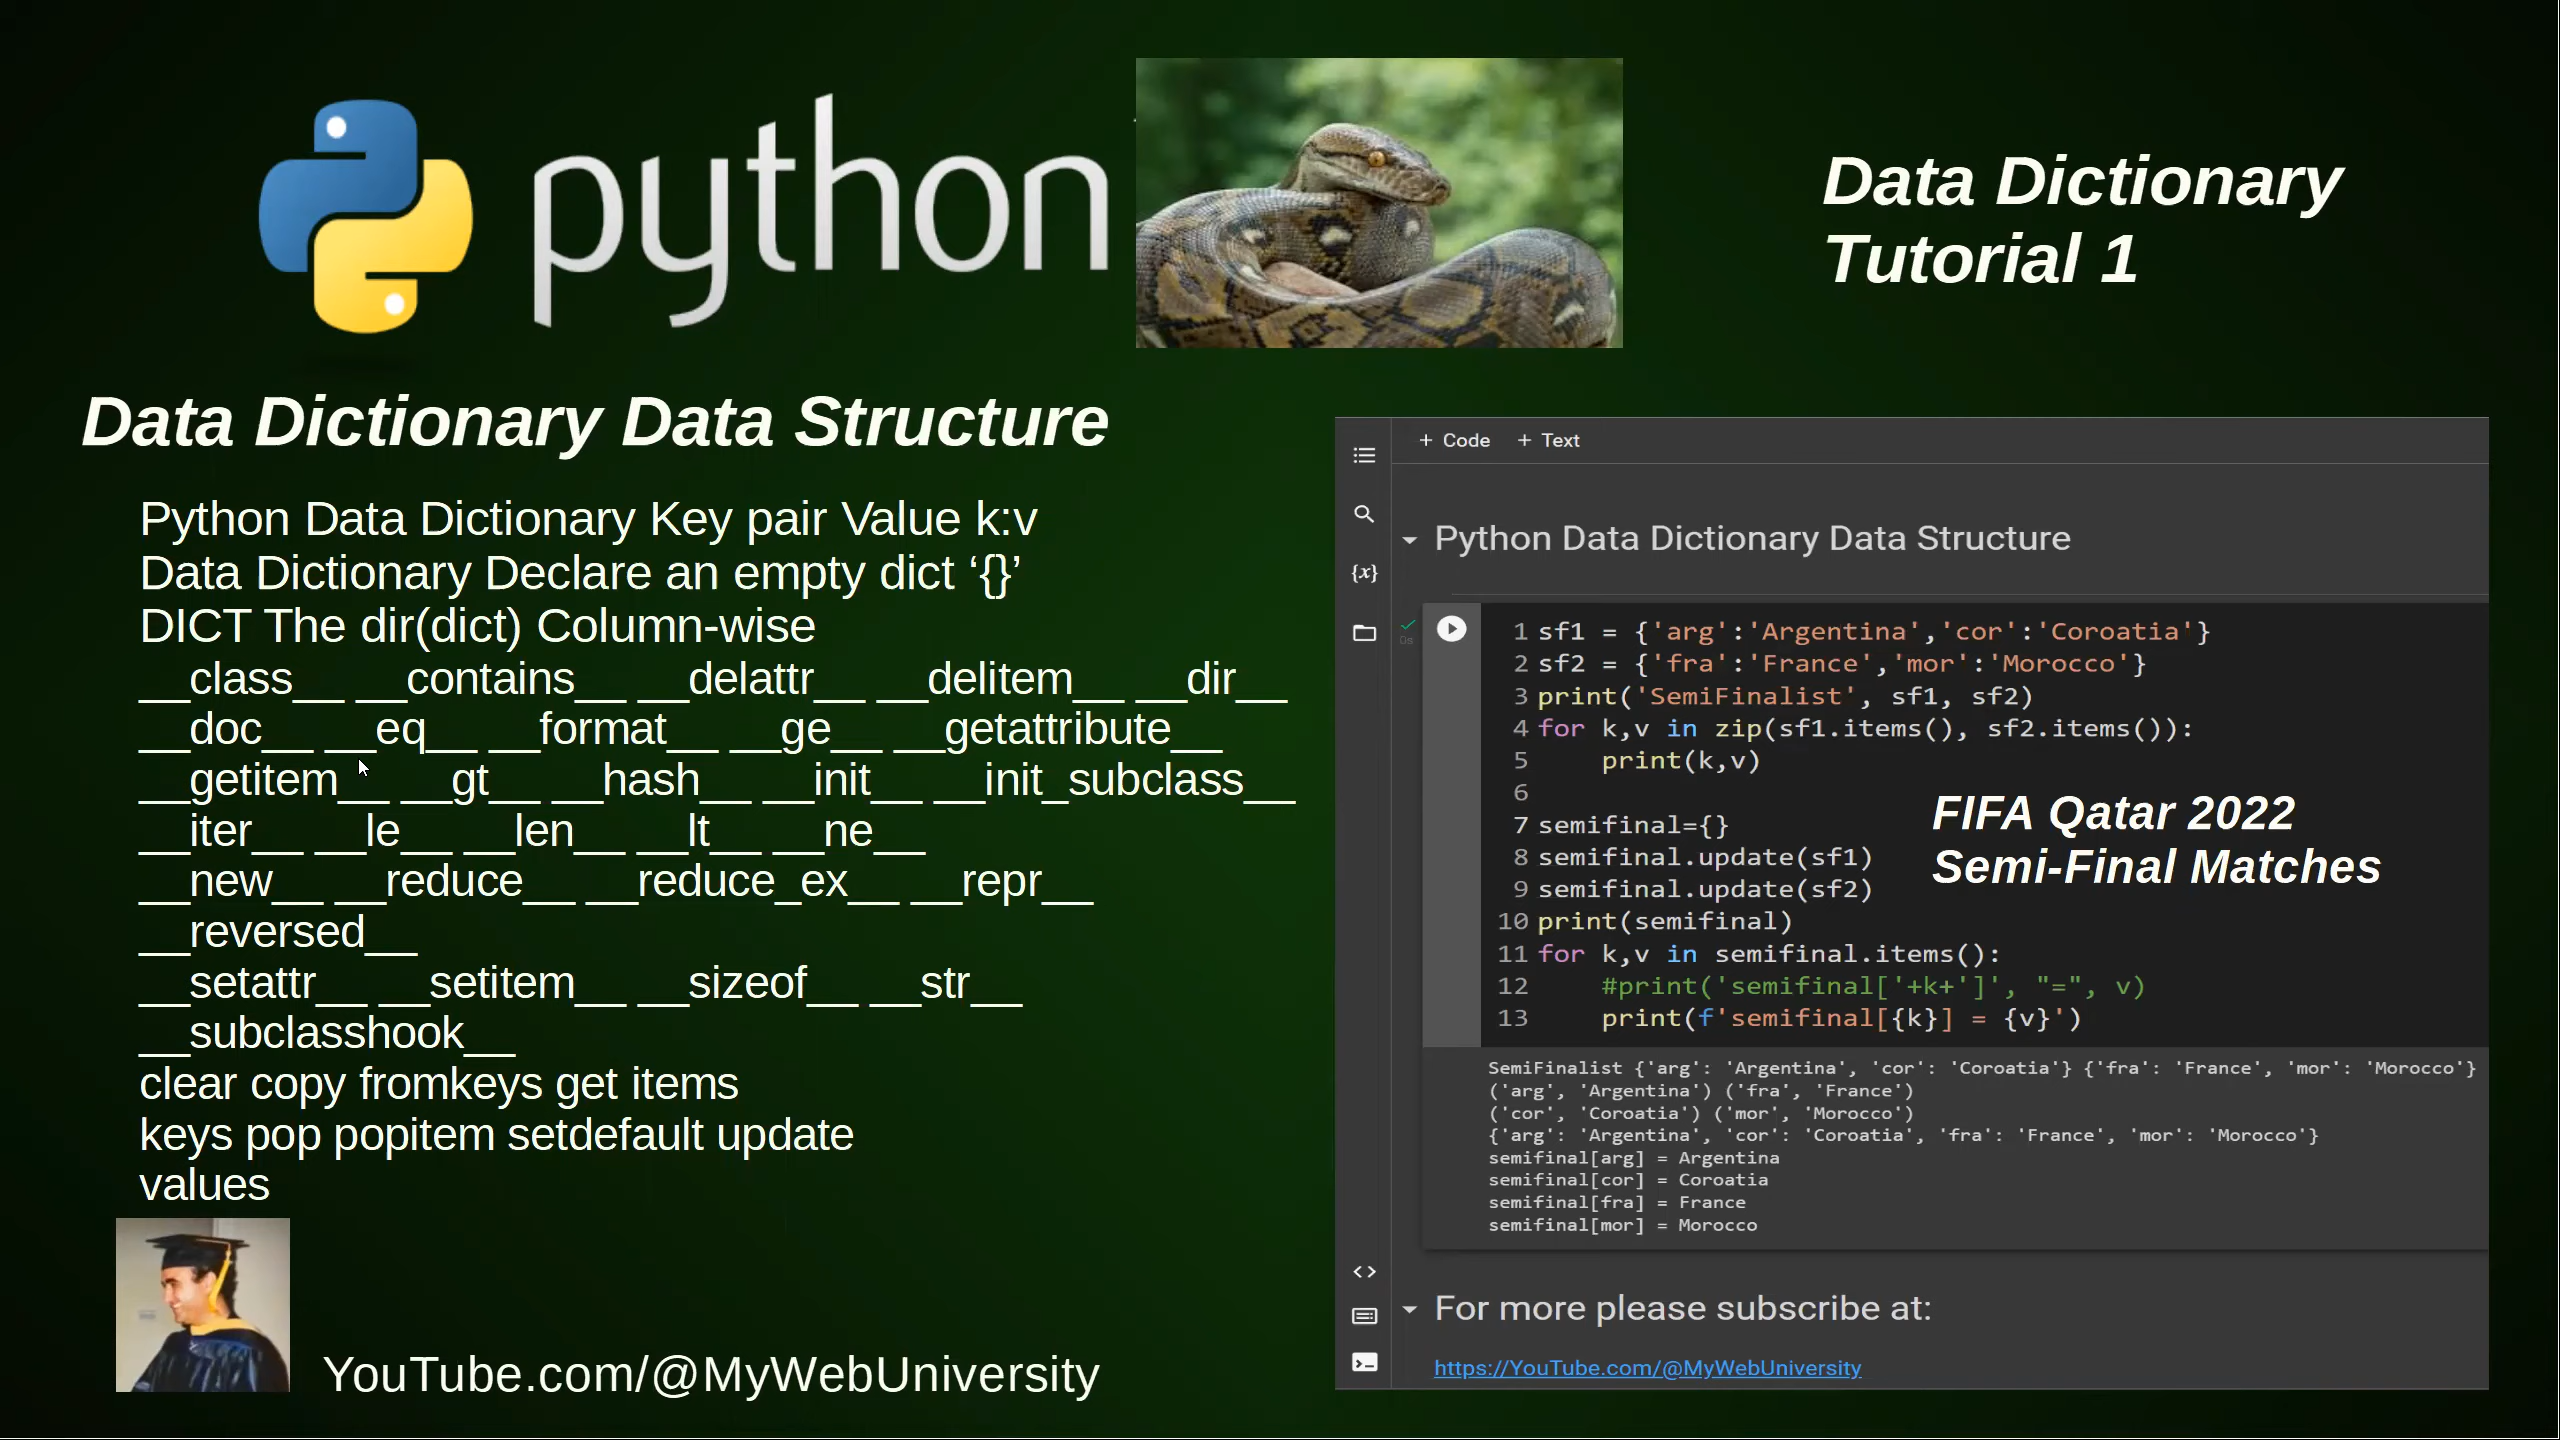 python
Data Dictionary
Tutorial 1
Data Dictionary Data Structure
Python Data Dictionary Key pair Value k:v
Data Dictionary Declare an empty dict ‘{}’
DICT The dir(dict) Column-wise
__class__ __contains__ __delattr__ __delitem__ __dir__
__doc__ __eq__ __format__ __ge__ __getattribute__
__getitem__ __gt__ __hash__ __init__ __init_subclass__
__iter__ __le__ __len__ __lt__ __ne__
__new__ __reduce__ __reduce_ex__ __repr__
__reversed__
__setattr__ __setitem__ __sizeof__ __str__
__subclasshook__
clear copy fromkeys get items
keys pop popitem setdefault update
values
YouTube.com/@MyWebUniversity
+ Code + Text
Python Data Dictionary Data Structure
{x}
1 sf1 = {'arg':'Argentina','cor':'Coroatia'}
2 sf2 = {'fra':'France','mor':'Morocco'}
3 print('SemiFinalist', sf1, sf2)
4 for k,v in zip(sf1.items(), sf2.items()):
5     print(k,v)
6
7 semifinal={}
8 semifinal.update(sf1)
9 semifinal.update(sf2)
10 print(semifinal)
11 for k,v in semifinal.items():
12     #print('semifinal['+k+']', "=", v)
13     print(f'semifinal[{k}] = {v}')
FIFA Qatar 2022
Semi-Final Matches
SemiFinalist {'arg': 'Argentina', 'cor': 'Coroatia'} {'fra': 'France', 'mor': 'Morocco'}
('arg', 'Argentina') ('fra', 'France')
('cor', 'Coroatia') ('mor', 'Morocco')
{'arg': 'Argentina', 'cor': 'Coroatia', 'fra': 'France', 'mor': 'Morocco'}
semifinal[arg] = Argentina
semifinal[cor] = Coroatia
semifinal[fra] = France
semifinal[mor] = Morocco
For more please subscribe at:
https://YouTube.com/@MyWebUniversity